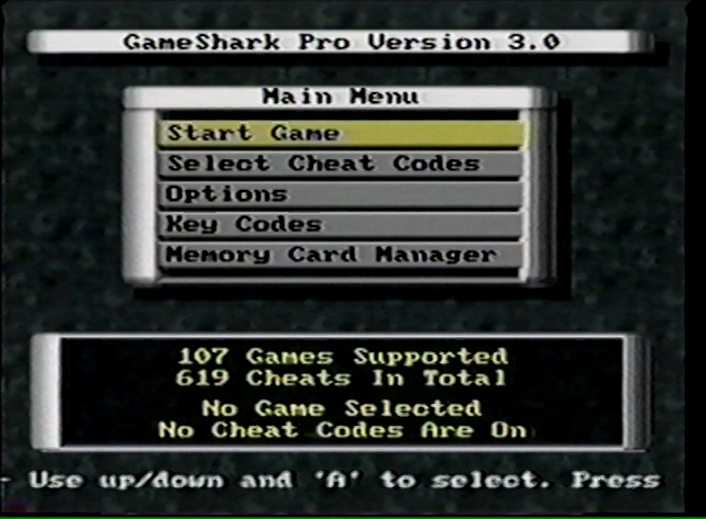 GameShark Pro Version 3.0
Main Menu
Start Game
Select Cheat Codes
Options
Key Codes
Memory Card Manager
107 Games Supported
619 Cheats In Total
No Game Selected
No Cheat Codes Are On
- Use up/down and 'A' to select. Press